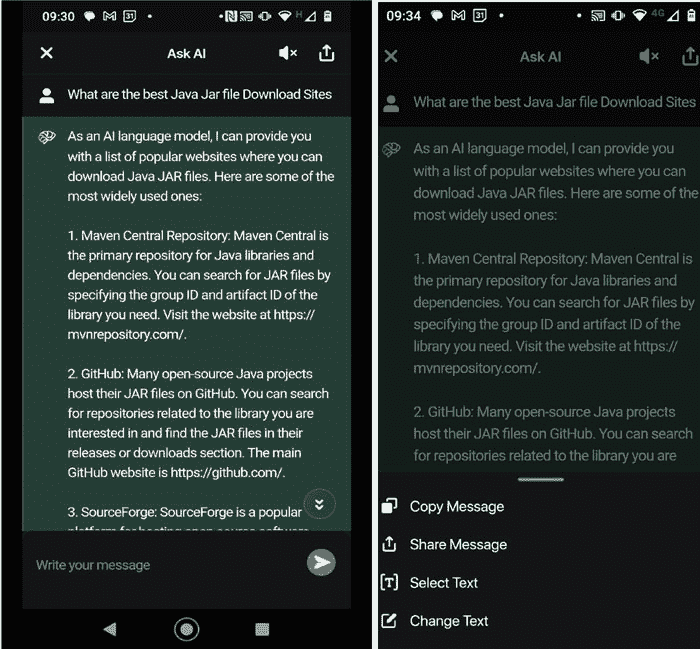 09:30
31
H
Ask AI
What are the best Java Jar file Download Sites
As an AI language model, I can provide you
with a list of popular websites where you can
download Java JAR files. Here are some of the
most widely used ones:
1. Maven Central Repository: Maven Central is
the primary repository for Java libraries and
dependencies. You can search for JAR files by
specifying the group ID and artifact ID of the
library you need. Visit the website at https://
mvnrepository.com/.
2. GitHub: Many open-source Java projects
host their JAR files on GitHub. You can search
for repositories related to the library you are
interested in and find the JAR files in their
releases or downloads section. The main
GitHub website is https://github.com/.
3. SourceForge: SourceForge is a popular
platform for hosting open-source software
Write your message
09:34
31
4G
Ask AI
What are the best Java Jar file Download Sites
As an AI language model, I can provide you
with a list of popular websites where you can
download Java JAR files. Here are some of the
most widely used ones:
1. Maven Central Repository: Maven Central is
the primary repository for Java libraries and
dependencies. You can search for JAR files by
specifying the group ID and artifact ID of the
library you need. Visit the website at https://
mvnrepository.com/.
2. GitHub: Many open-source Java projects
host their JAR files on GitHub. You can search
for repositories related to the library you are
Copy Message
Share Message
Select Text
Change Text